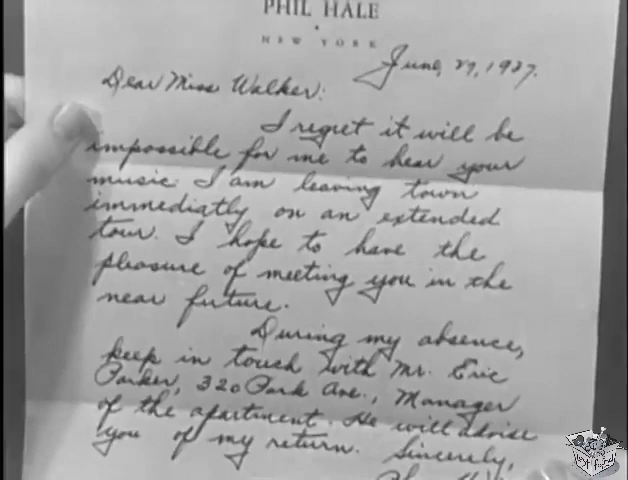 PHIL HALE
NEW YORK
June, 29, 1937.
Dear Miss Walker:
I regret it will be
impossible for me to hear your
music. I am leaving town
immediatly on an extended
tour. I hope to have the
pleasure of meeting you in the
near future.
During my absence,
keep in touch with Mr. Eric
Parker, 320 Park Ave., Manager
of the apartment. He will advise
you of my return. Sincerely,